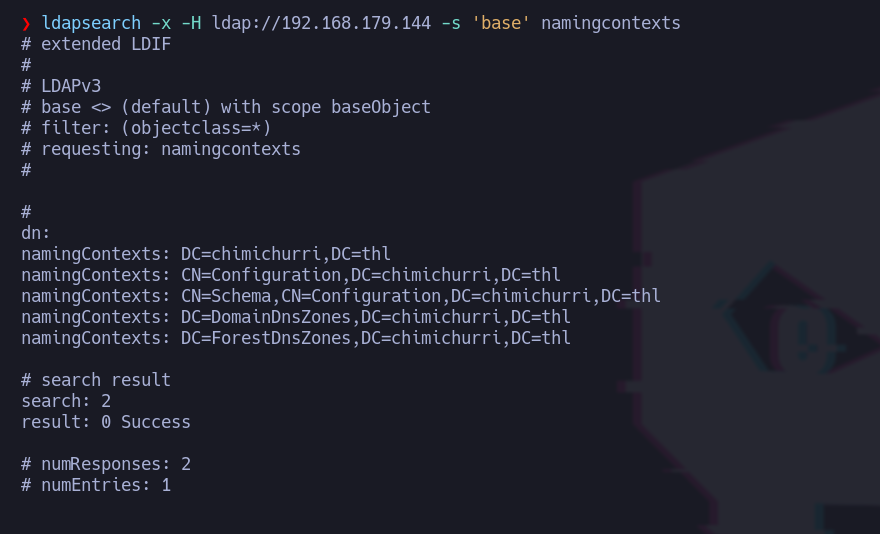 ❯ ldapsearch -x -H ldap://192.168.179.144 -s 'base' namingcontexts
# extended LDIF
#
# LDAPv3
# base <> (default) with scope baseObject
# filter: (objectclass=*)
# requesting: namingcontexts
#
#
dn:
namingContexts: DC=chimichurri,DC=thl
namingContexts: CN=Configuration,DC=chimichurri,DC=thl
namingContexts: CN=Schema,CN=Configuration,DC=chimichurri,DC=thl
namingContexts: DC=DomainDnsZones,DC=chimichurri,DC=thl
namingContexts: DC=ForestDnsZones,DC=chimichurri,DC=thl
# search result
search: 2
result: 0 Success
# numResponses: 2
# numEntries: 1